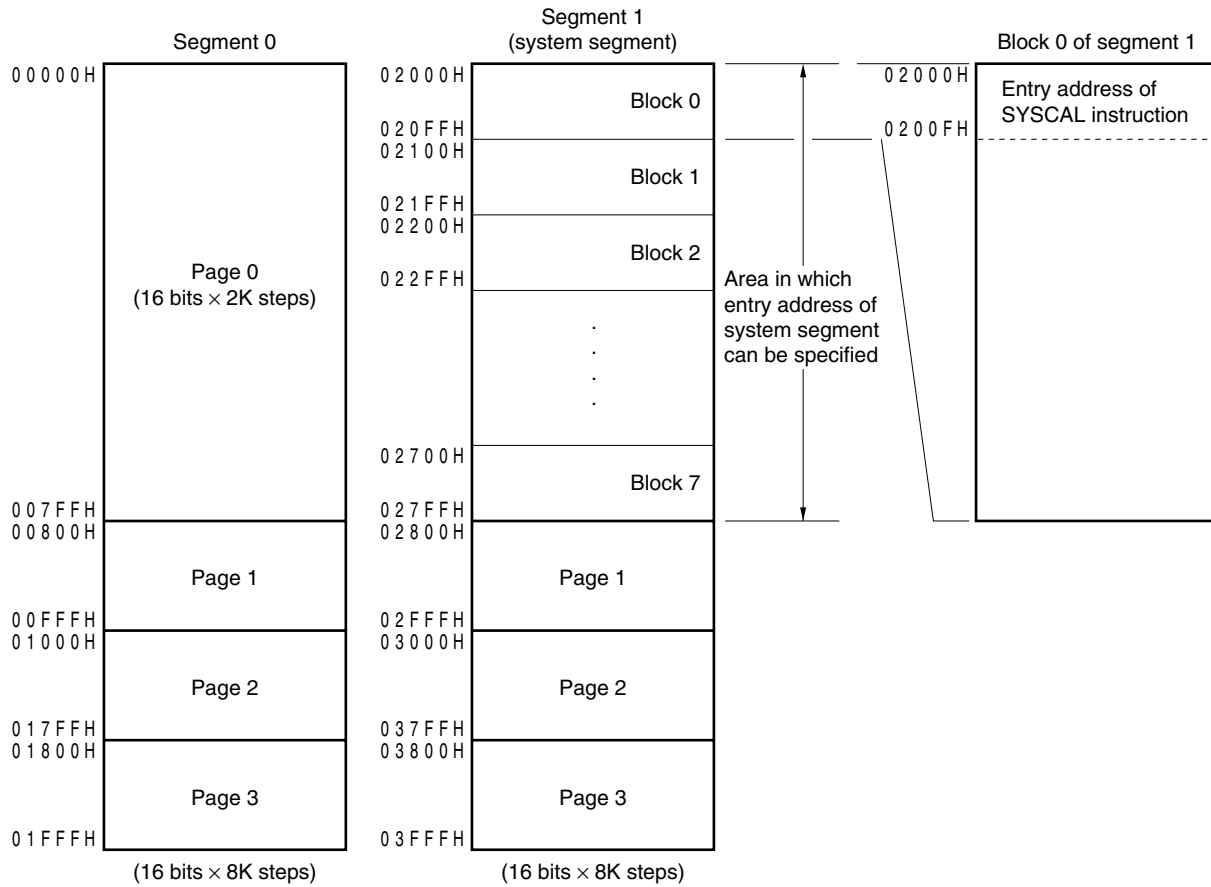 Segment 0
00000H
Page 0
(16 bits × 2K steps)
007FFH
00800H
Page 1
00FFFH
01000H
Page 2
017FFH
01800H
Page 3
01FFFH
(16 bits × 8K steps)
Segment 1
(system segment)
02000H
Block 0
020FFH
02100H
Block 1
021FFH
02200H
Block 2
022FFH
.
.
.
.
02700H
Block 7
027FFH
02800H
Page 1
02FFFH
03000H
Page 2
037FFH
03800H
Page 3
03FFFH
(16 bits × 8K steps)
Area in which
entry address of
system segment
can be specified
Block 0 of segment 1
02000H
Entry address of
SYSCAL instruction
0200FH